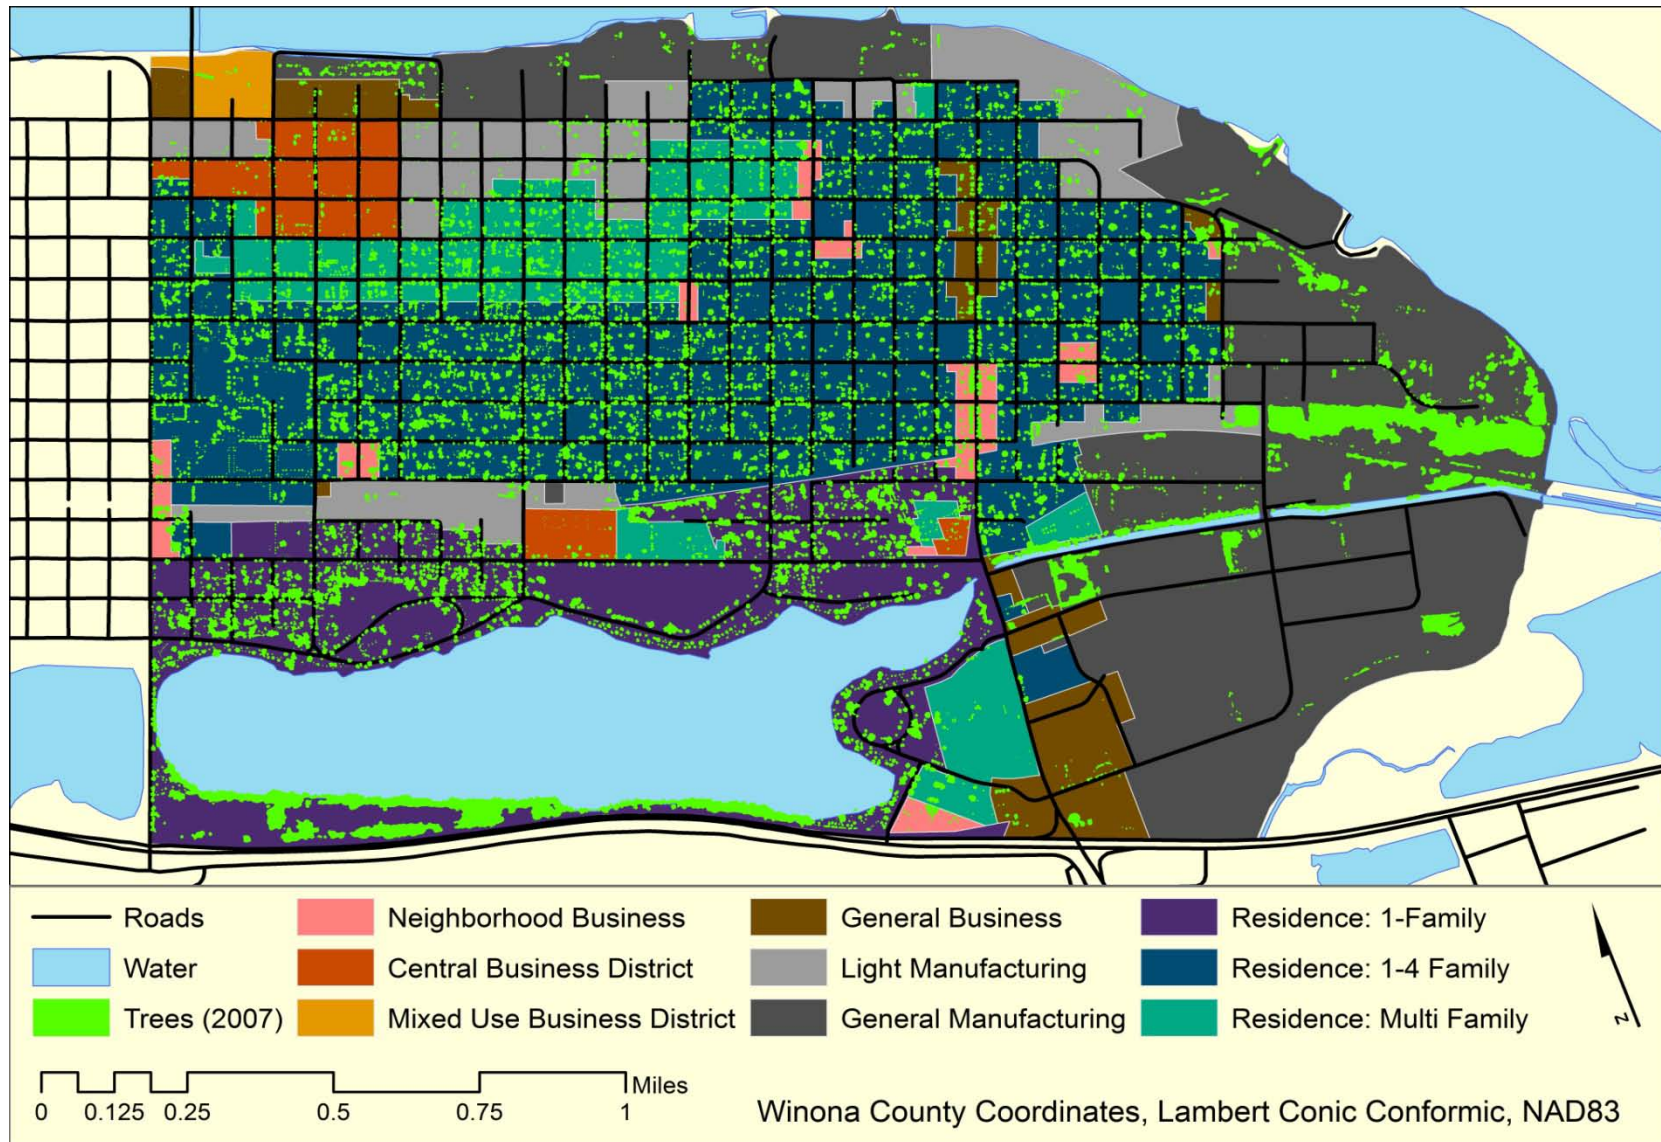 Roads
Neighborhood Business
General Business
Residence: 1-Family
Water
Central Business District
Light Manufacturing
Residence: 1-4 Family
Trees (2007)
Mixed Use Business District
General Manufacturing
Residence: Multi Family
Z
Miles
0 0.125 0.25 0.5 0.75 1
Winona County Coordinates, Lambert Conic Conformic, NAD83